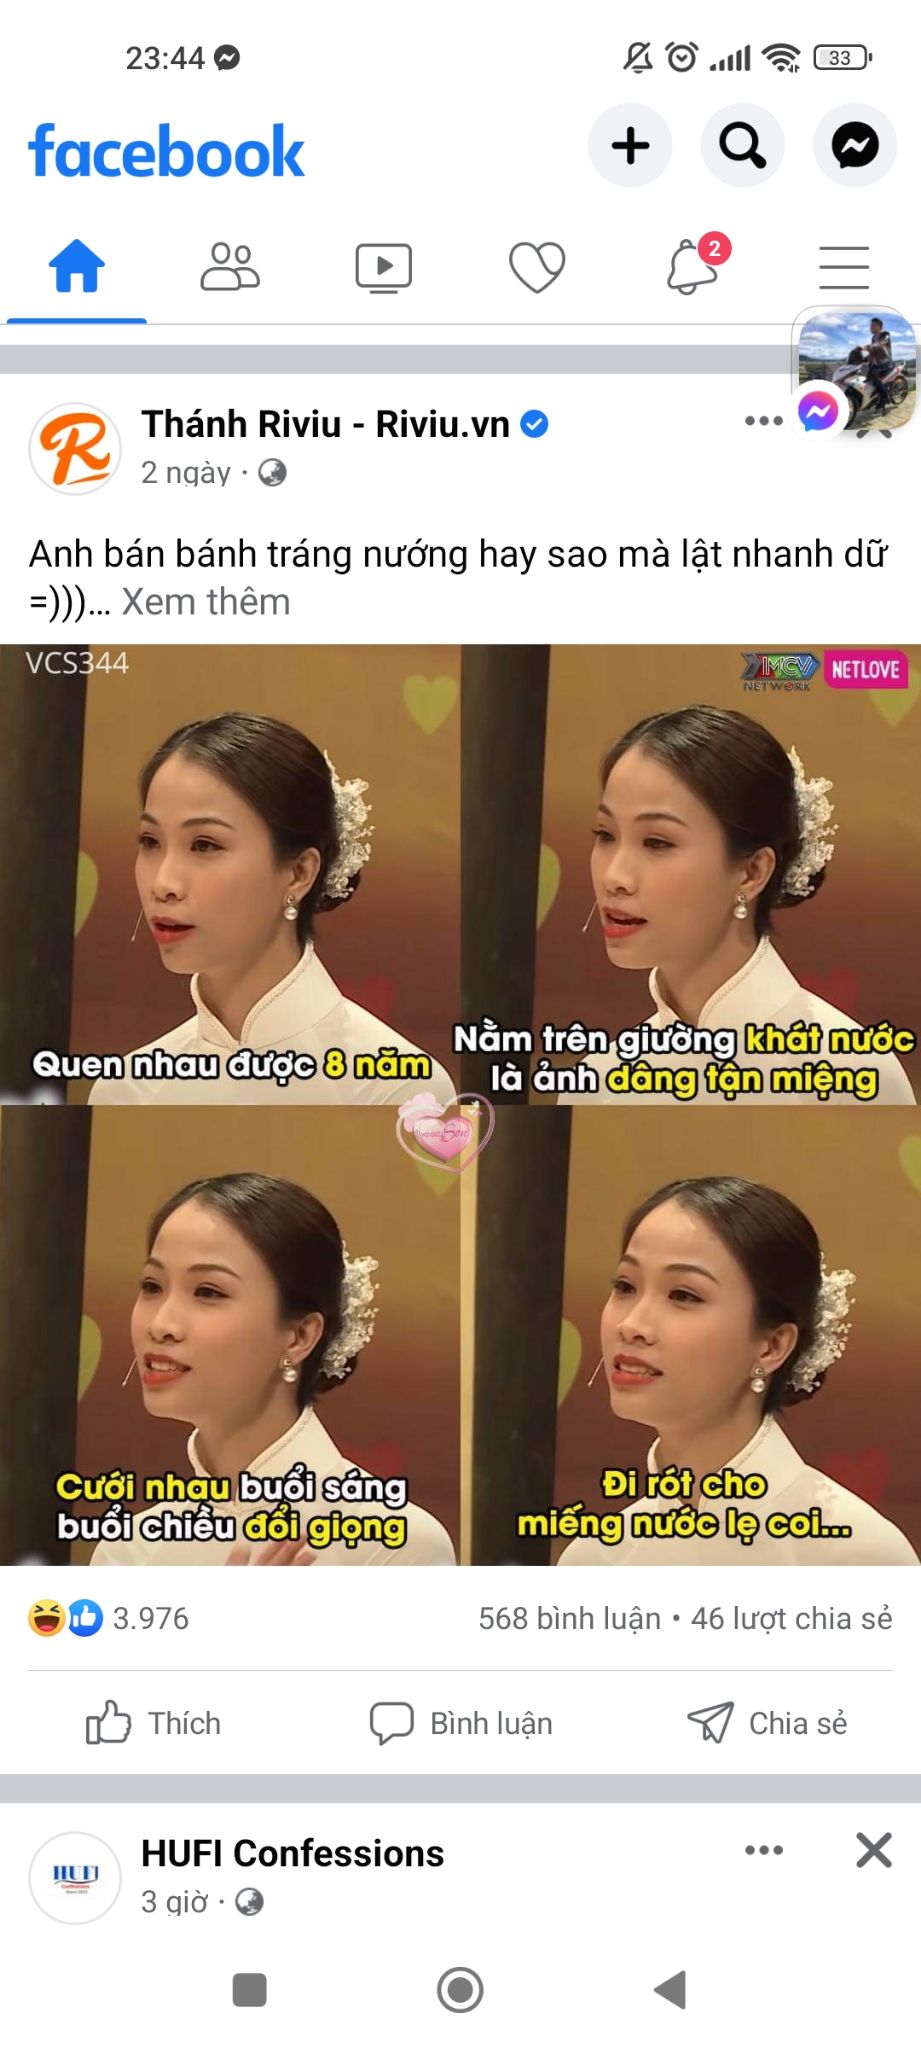 23:44
33
facebook
2
Thánh Riviu - Riviu.vn
2 ngày ·
Anh bán bánh tráng nướng hay sao mà lật nhanh dữ
=)))... Xem thêm
VCS344
MCV
NETWORK
NETLOVE
Quen nhau được 8 năm
Nằm trên giường khát nước
là ảnh dâng tận miệng
Cưới nhau buổi sáng
buổi chiều đổi giọng
Đi rót cho
miếng nước lẹ coi...
3.976
568 bình luận • 46 lượt chia sẻ
Thích
Bình luận
Chia sẻ
HUFI
Confessions
HUFI Confessions
3 giờ ·